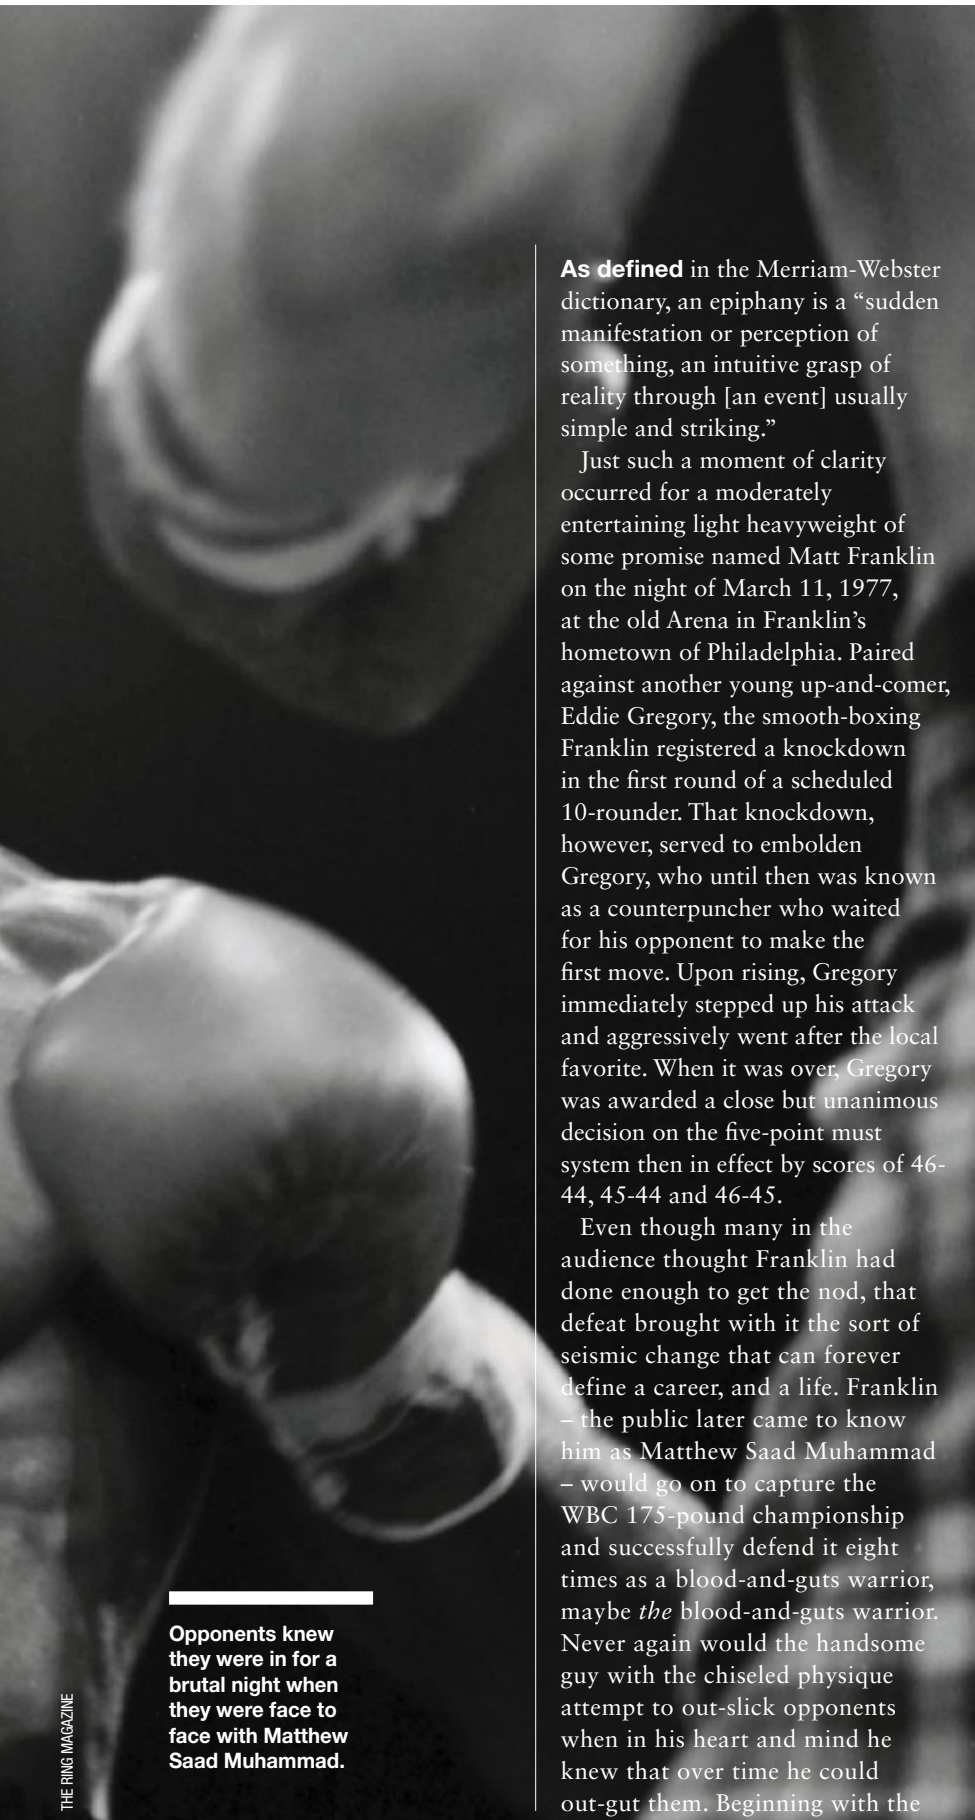 As defined in the Merriam-Webster
dictionary, an epiphany is a “sudden
manifestation or perception of
something, an intuitive grasp of
reality through [an event] usually
simple and striking.”
Just such a moment of clarity
occurred for a moderately
entertaining light heavyweight of
some promise named Matt Franklin
on the night of March 11, 1977,
at the old Arena in Franklin’s
hometown of Philadelphia. Paired
against another young up-and-comer,
Eddie Gregory, the smooth-boxing
Franklin registered a knockdown
in the first round of a scheduled
10-rounder. That knockdown,
however, served to embolden
Gregory, who until then was known
as a counterpuncher who waited
for his opponent to make the
first move. Upon rising, Gregory
immediately stepped up his attack
and aggressively went after the local
favorite. When it was over, Gregory
was awarded a close but unanimous
decision on the five-point must
system then in effect by scores of 46-
44, 45-44 and 46-45.
Even though many in the
audience thought Franklin had
done enough to get the nod, that
defeat brought with it the sort of
seismic change that can forever
define a career, and a life. Franklin
– the public later came to know
him as Matthew Saad Muhammad
– would go on to capture the
WBC 175-pound championship
and successfully defend it eight
times as a blood-and-guts warrior,
maybe the blood-and-guts warrior.
Never again would the handsome
guy with the chiseled physique
attempt to out-slick opponents
when in his heart and mind he
knew that over time he could
out-gut them. Beginning with the
Opponents knew
they were in for a
brutal night when
they were face to
face with Matthew
Saad Muhammad.
THE RING MAGAZINE